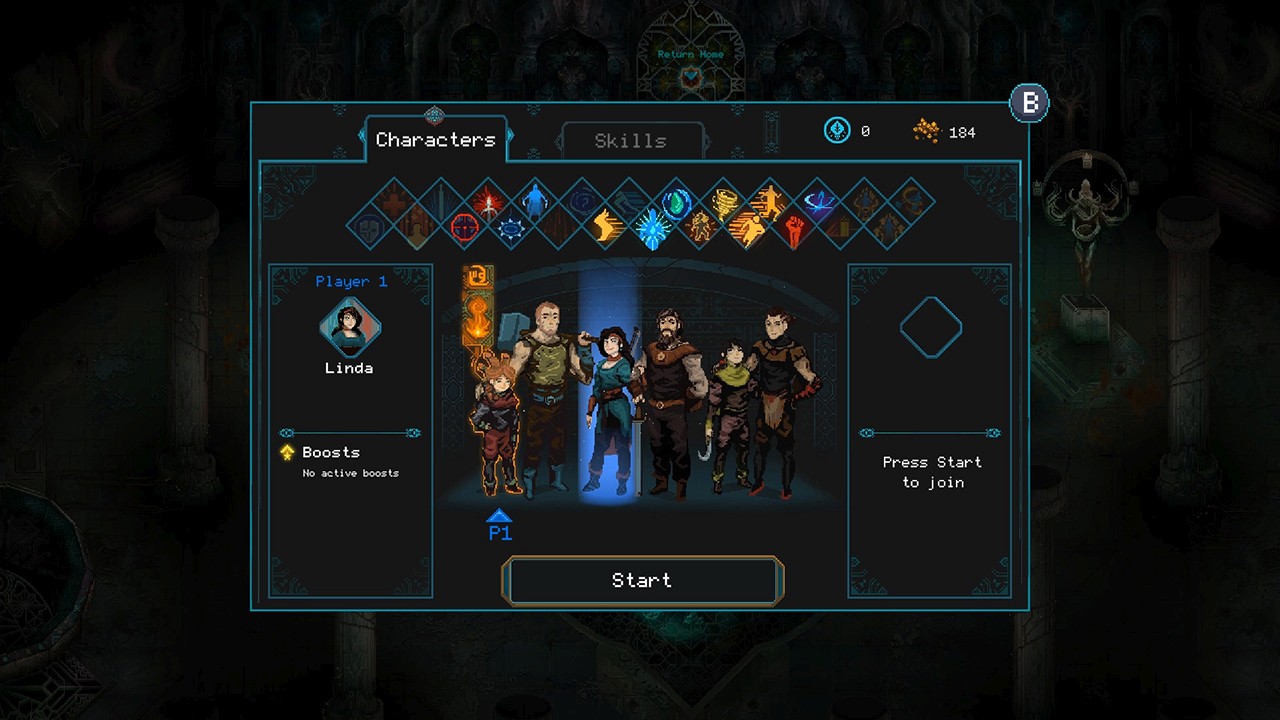 Return Home
B
Characters
Skills
0
184
Player 1
Linda
Boosts
No active boosts
Press Start
to join
P1
Start